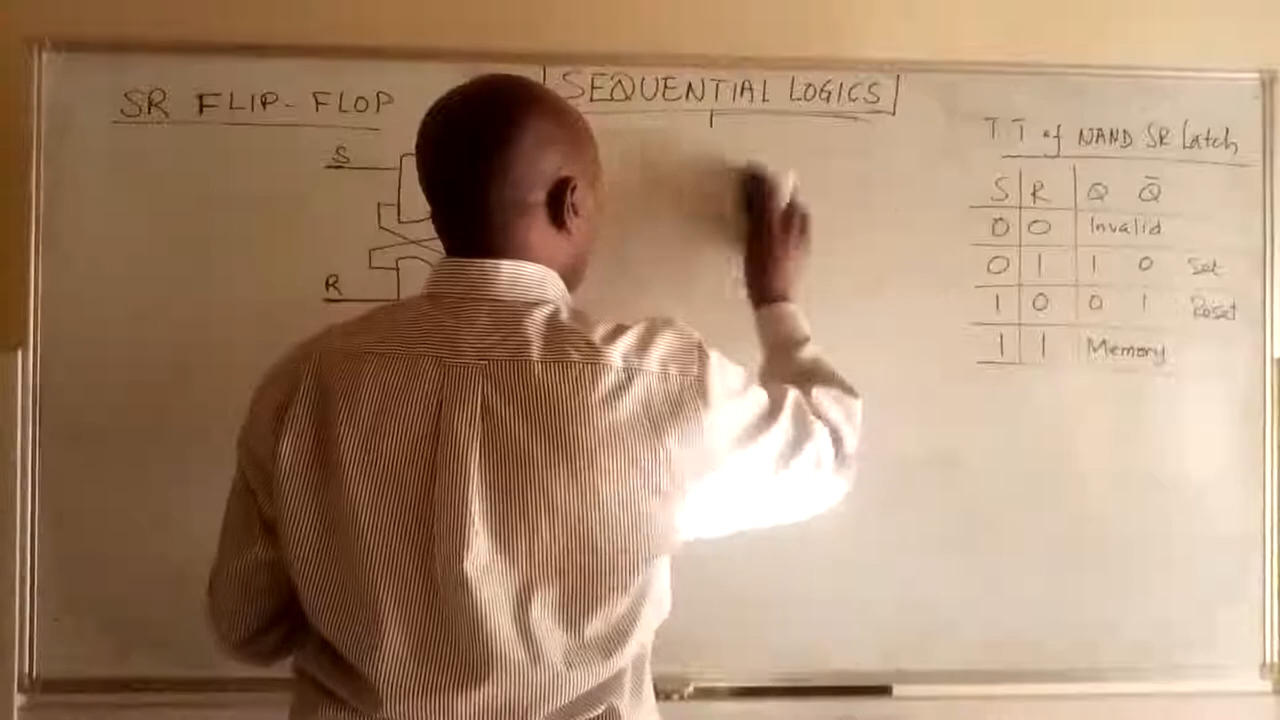 SEQUENTIAL LOGICS
SR FLIP-FLOP
S
R
TT of NAND SR Latch
S R Q Q̄
0 0 Invalid
0 1 1 0 Set
1 0 0 1 Reset
1 1 Memory